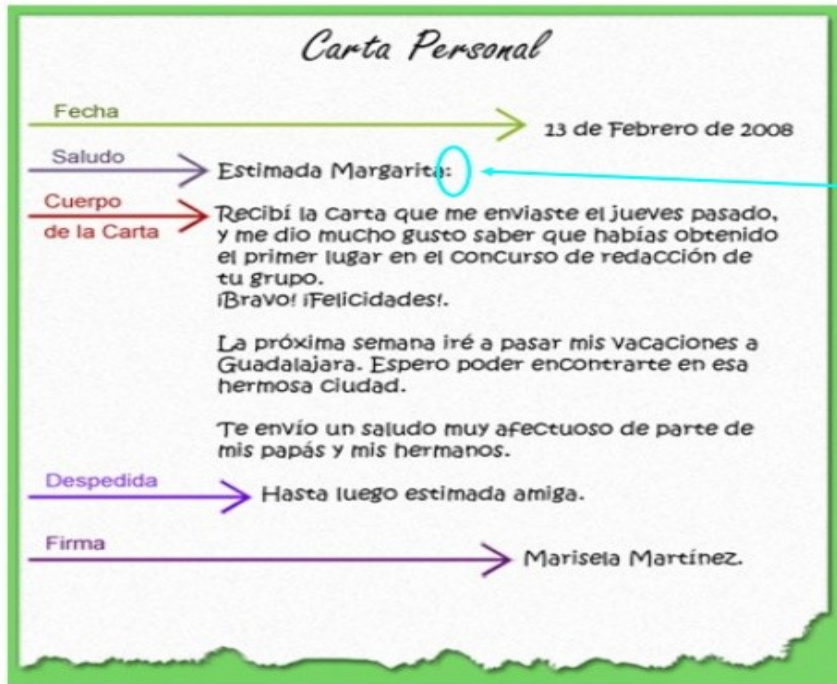 Carta Personal
Fecha
13 de Febrero de 2008
Saludo
Estimada Margarita:
Cuerpo
de la Carta
Recibí la carta que me enviaste el jueves pasado,
y me dio mucho gusto saber que habías obtenido
el primer lugar en el concurso de redacción de
tu grupo.
¡Bravo! ¡Felicidades!.
La próxima semana iré a pasar mis vacaciones a
Guadalajara. Espero poder encontrarte en esa
hermosa ciudad.
Te envío un saludo muy afectuoso de parte de
mis papás y mis hermanos.
Despedida
Hasta luego estimada amiga.
Firma
Marisela Martínez.